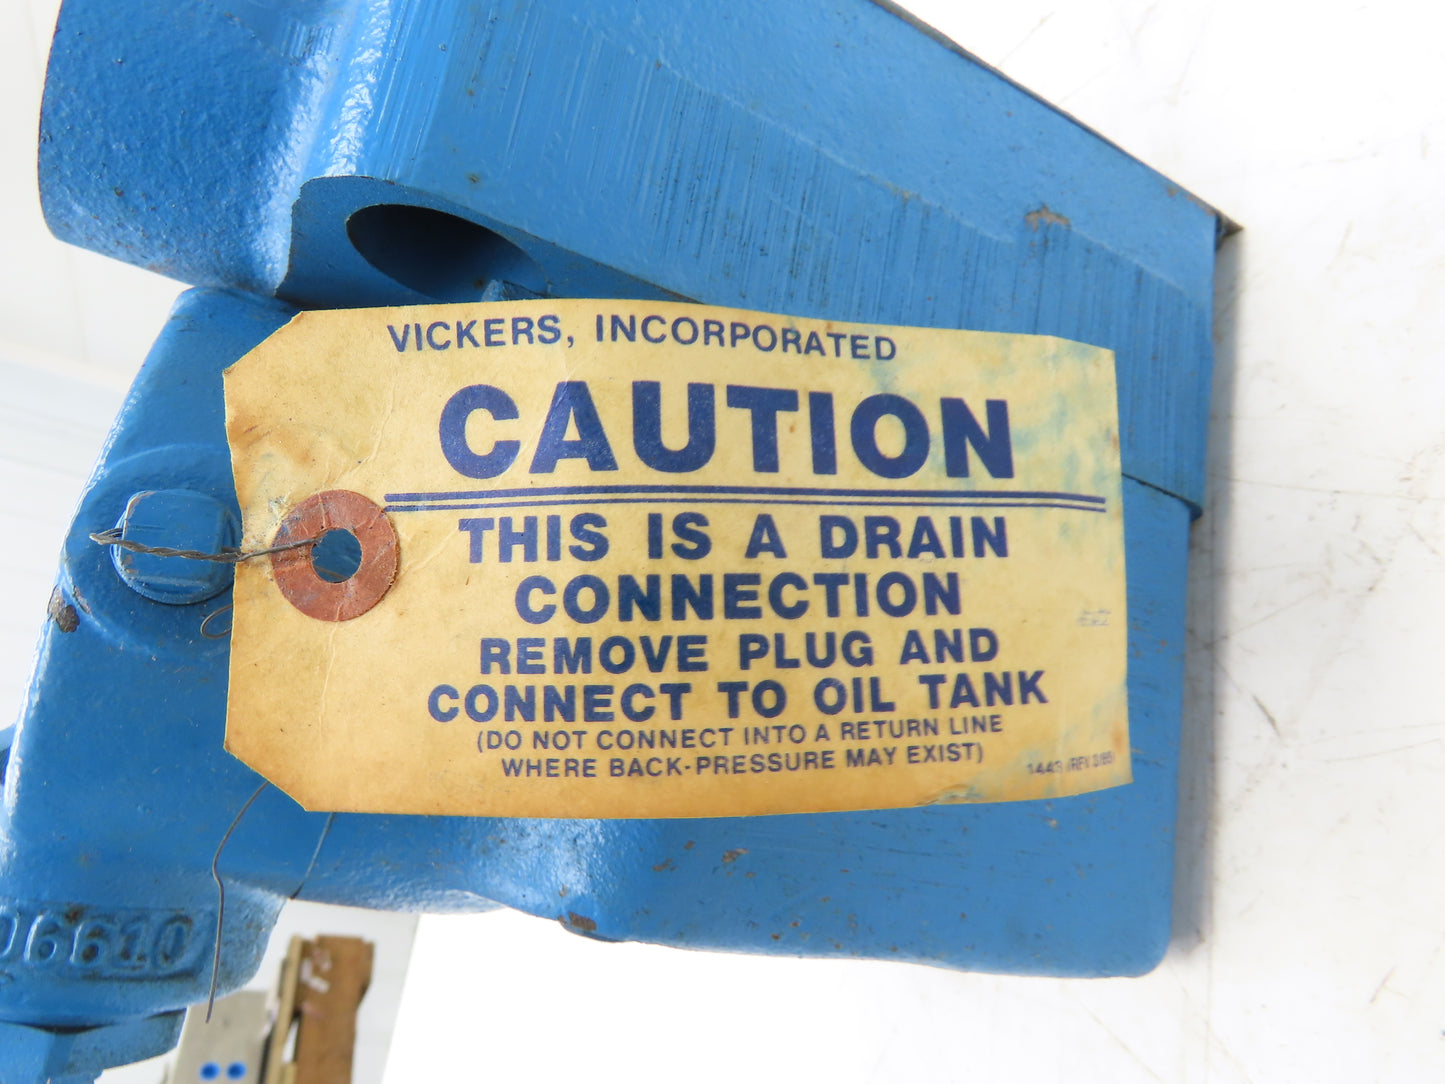 VICKERS, INCORPORATED
CAUTION
THIS IS A DRAIN
CONNECTION
REMOVE PLUG AND
CONNECT TO OIL TANK
(DO NOT CONNECT INTO A RETURN LINE
WHERE BACK-PRESSURE MAY EXIST)
06610